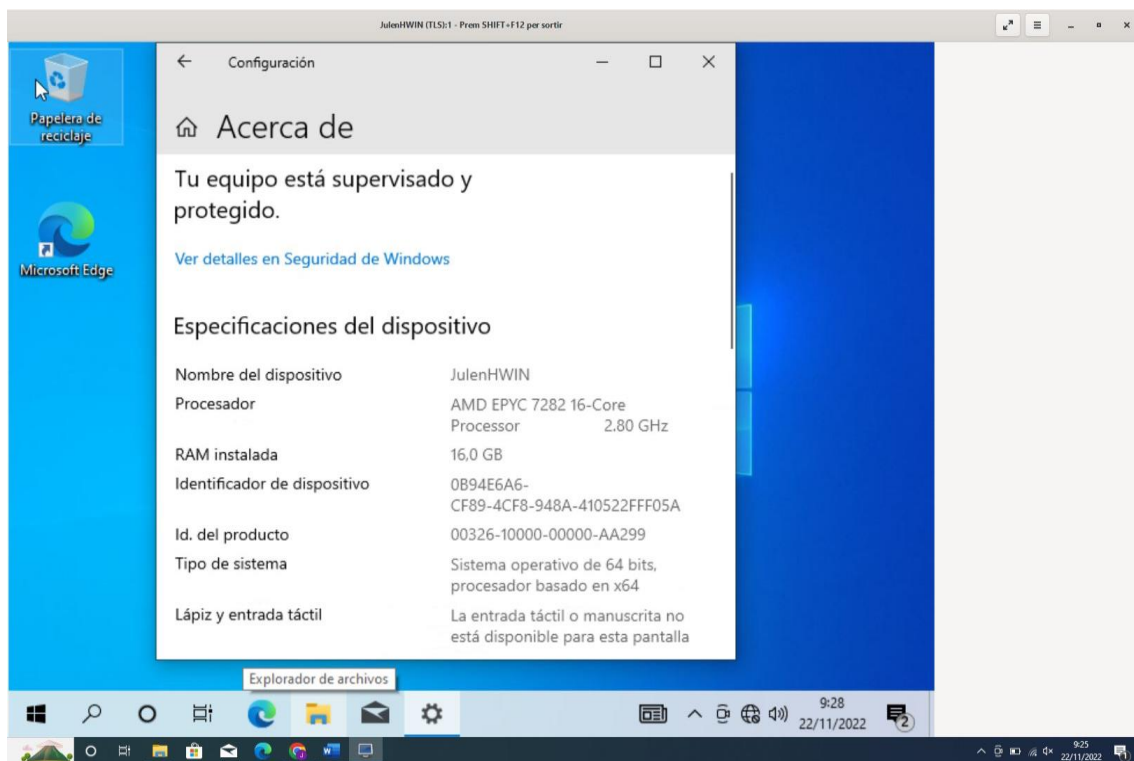 JulenHWIN (TLS):1 - Prem SHIFT+F12 per sortir
Papelera de
reciclaje
Microsoft Edge
Configuración
Acerca de
Tu equipo está supervisado y
protegido.
Ver detalles en Seguridad de Windows
Especificaciones del dispositivo
Nombre del dispositivo JulenHWIN
Procesador AMD EPYC 7282 16-Core
Processor 2.80 GHz
RAM instalada 16,0 GB
Identificador de dispositivo 0B94E6A6-
CF89-4CF8-948A-410522FFF05A
Id. del producto 00326-10000-00000-AA299
Tipo de sistema Sistema operativo de 64 bits,
procesador basado en x64
Lápiz y entrada táctil La entrada táctil o manuscrita no
está disponible para esta pantalla
Explorador de archivos
9:28
22/11/2022
2
9:25
22/11/2022